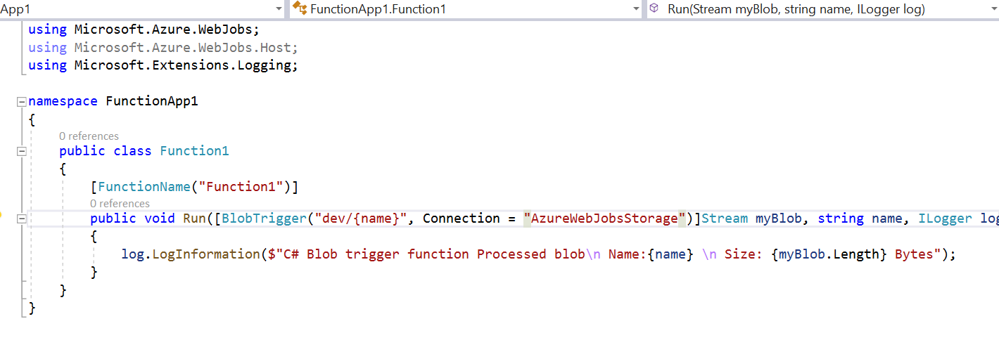 App1 FunctionApp1.Function1 Run(Stream myBlob, string name, ILogger log)
using Microsoft.Azure.WebJobs;
using Microsoft.Azure.WebJobs.Host;
using Microsoft.Extensions.Logging;
namespace FunctionApp1
{
0 references
public class Function1
{
[FunctionName("Function1")]
0 references
public void Run([BlobTrigger("dev/{name}", Connection = "AzureWebJobsStorage")]Stream myBlob, string name, ILogger log
{
log.LogInformation($"C# Blob trigger function Processed blob\n Name:{name} \n Size: {myBlob.Length} Bytes");
}
}
}